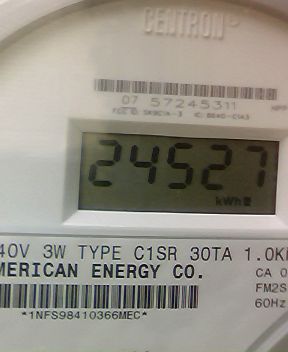 CENTRON
07 57245311
24527
kWh
40V 3W TYPE C1SR 30TA 1.0K
MERICAN ENERGY CO.
CA 0
FM2S
60Hz
*1NFS98410366MEC*